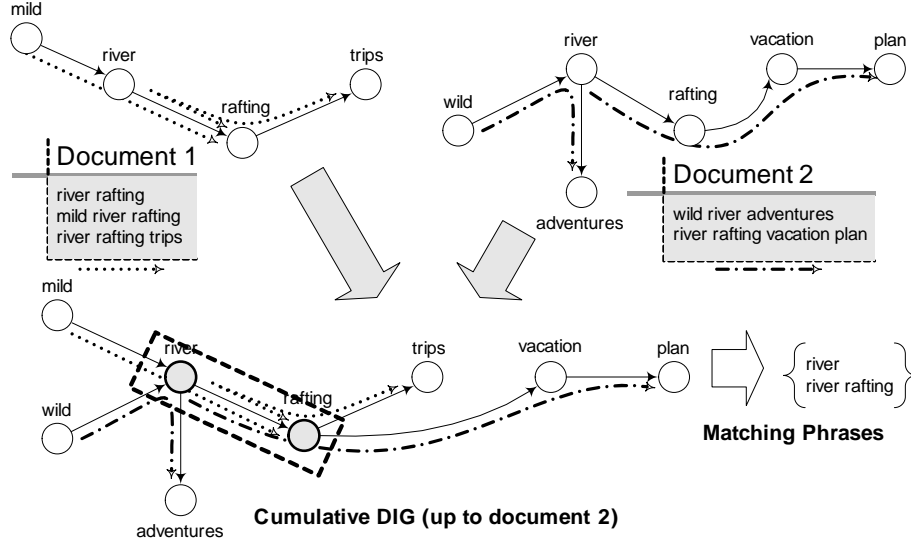 mild
river
rafting
trips
Document 1
river rafting
mild river rafting
river rafting trips
wild
river
rafting
vacation
plan
adventures
Document 2
wild river adventures
river rafting vacation plan
mild
river
wild
rafting
trips
vacation
plan
adventures
river
river rafting
Matching Phrases
Cumulative DIG (up to document 2)